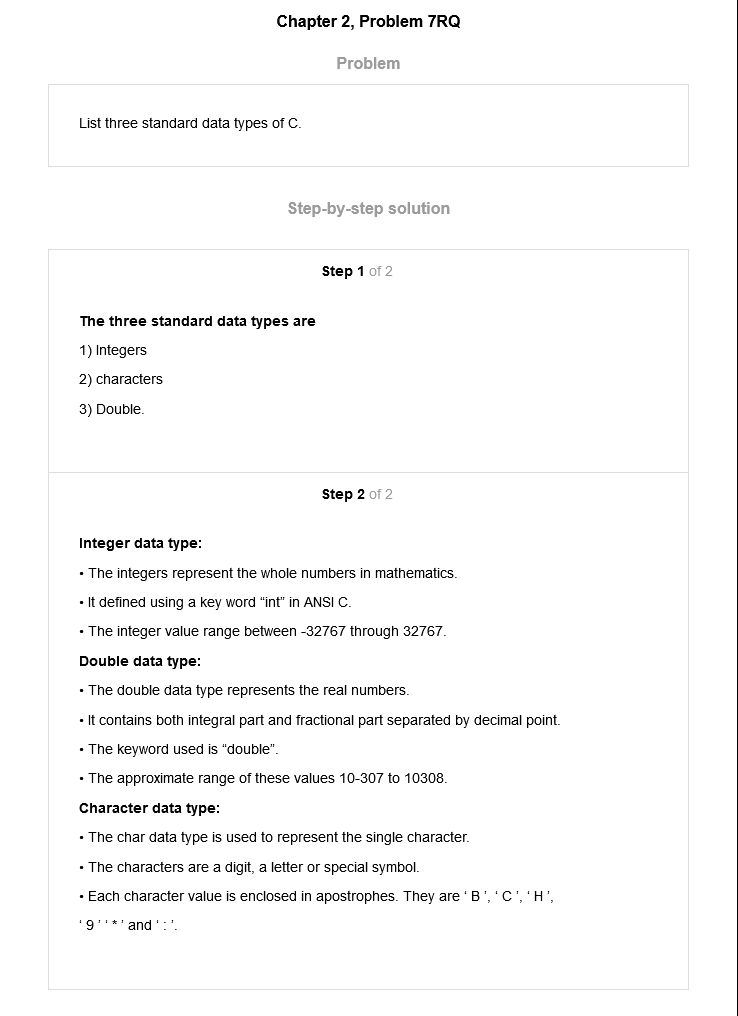 Chapter 2, Problem 7RQ
Problem
List three standard data types of C.
Step-by-step solution
Step 1 of 2
The three standard data types are
1) Integers
2) characters
3) Double.
Step 2 of 2
Integer data type:
• The integers represent the whole numbers in mathematics.
• It defined using a key word “int” in ANSI C.
• The integer value range between -32767 through 32767.
Double data type:
• The double data type represents the real numbers.
• It contains both integral part and fractional part separated by decimal point.
• The keyword used is “double”.
• The approximate range of these values 10-307 to 10308.
Character data type:
• The char data type is used to represent the single character.
• The characters are a digit, a letter or special symbol.
• Each character value is enclosed in apostrophes. They are ‘ B ’, ‘ C ’, ‘ H ’,
‘ 9 ’ ‘ * ’ and ‘ : ’.